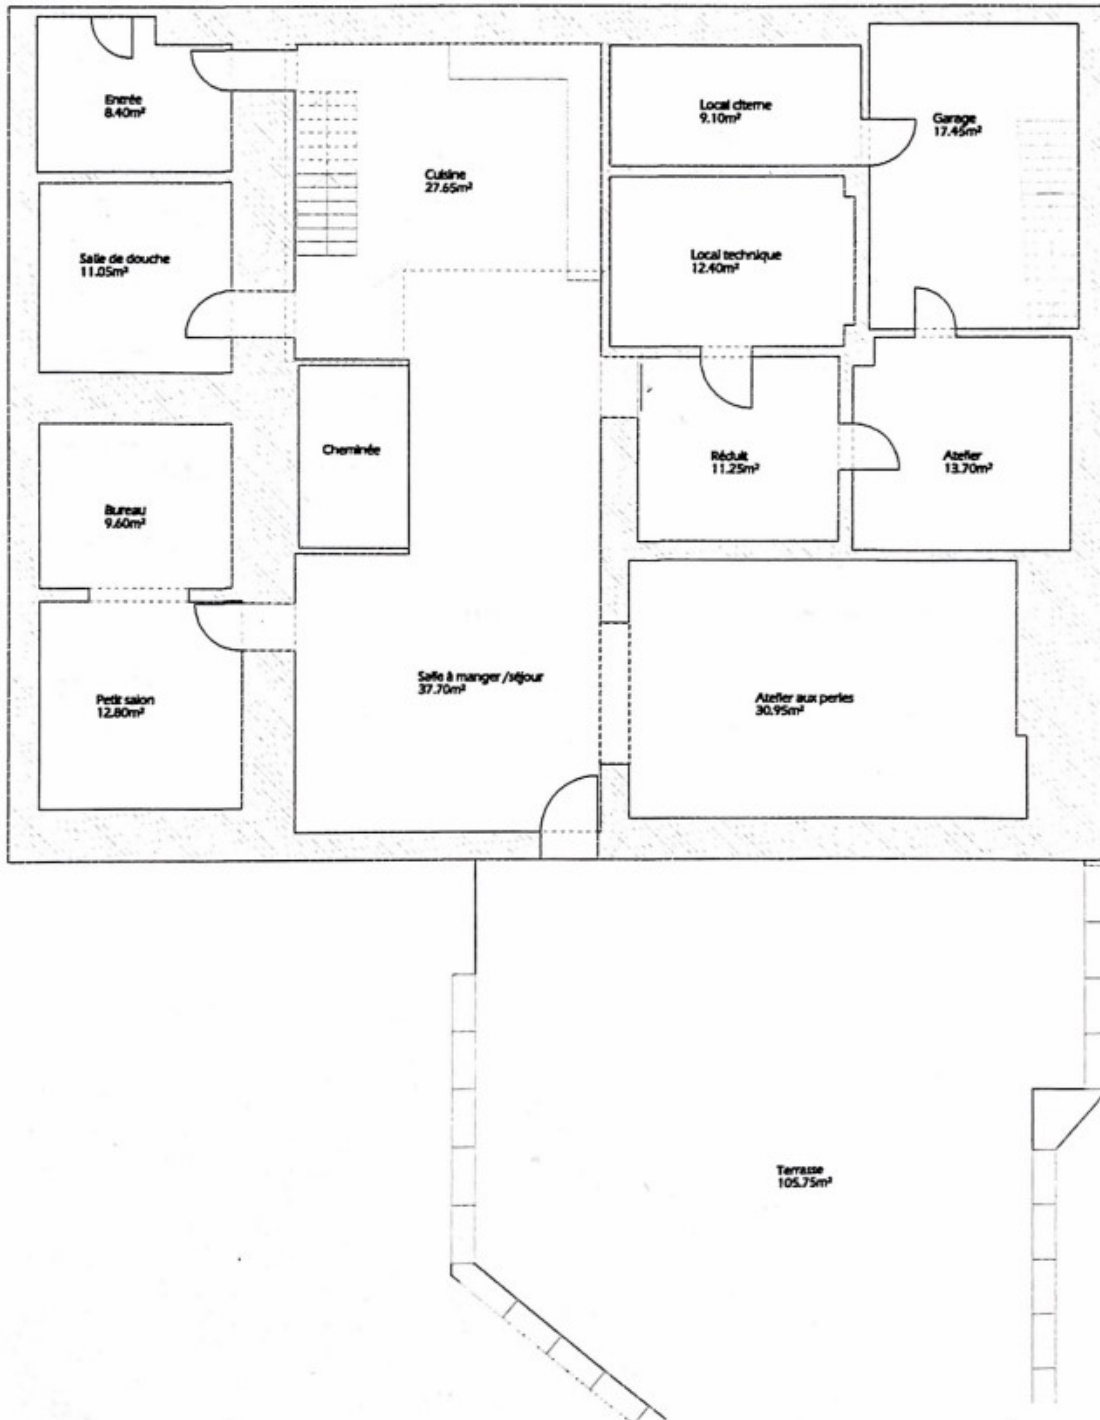 Entrée
8.40m²
Local citerne
9.10m²
Garage
17.45m²
Cuisine
27.65m²
Salle de douche
11.05m²
Local technique
12.40m²
Cheminée
Réduit
11.25m²
Atelier
13.70m²
Bureau
9.60m²
Petit salon
12.80m²
Salle à manger /séjour
37.70m²
Atelier aux perles
30.95m²
Terrasse
105.75m²